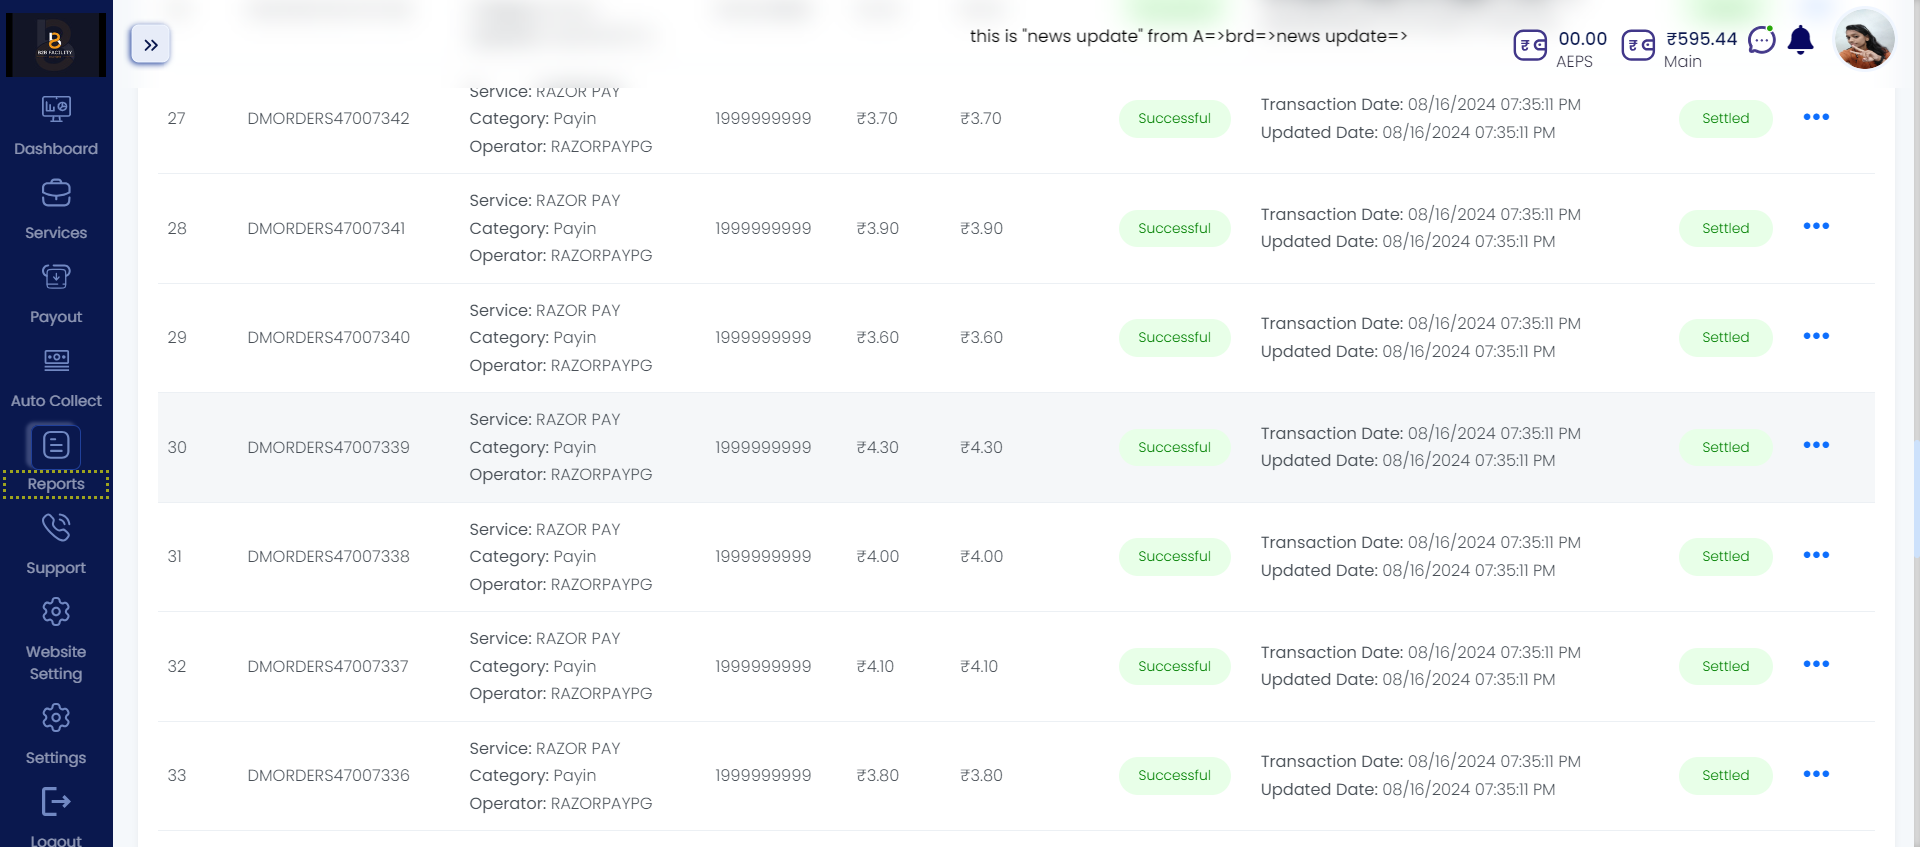 B2B FACILITY
this is "news update" from A=>brd=>news update=>
00.00
AEPS
₹595.44
Main
Dashboard
Services
Payout
Auto Collect
Reports
Support
Website
Setting
Settings
Logout
Service: RAZOR PAY
27 DMORDERS47007342 Category: Payin 1999999999 ₹3.70 ₹3.70 Successful Transaction Date: 08/16/2024 07:35:11 PM Settled
Operator: RAZORPAYPG Updated Date: 08/16/2024 07:35:11 PM
Service: RAZOR PAY
28 DMORDERS47007341 Category: Payin 1999999999 ₹3.90 ₹3.90 Successful Transaction Date: 08/16/2024 07:35:11 PM Settled
Operator: RAZORPAYPG Updated Date: 08/16/2024 07:35:11 PM
Service: RAZOR PAY
29 DMORDERS47007340 Category: Payin 1999999999 ₹3.60 ₹3.60 Successful Transaction Date: 08/16/2024 07:35:11 PM Settled
Operator: RAZORPAYPG Updated Date: 08/16/2024 07:35:11 PM
Service: RAZOR PAY
30 DMORDERS47007339 Category: Payin 1999999999 ₹4.30 ₹4.30 Successful Transaction Date: 08/16/2024 07:35:11 PM Settled
Operator: RAZORPAYPG Updated Date: 08/16/2024 07:35:11 PM
Service: RAZOR PAY
31 DMORDERS47007338 Category: Payin 1999999999 ₹4.00 ₹4.00 Successful Transaction Date: 08/16/2024 07:35:11 PM Settled
Operator: RAZORPAYPG Updated Date: 08/16/2024 07:35:11 PM
Service: RAZOR PAY
32 DMORDERS47007337 Category: Payin 1999999999 ₹4.10 ₹4.10 Successful Transaction Date: 08/16/2024 07:35:11 PM Settled
Operator: RAZORPAYPG Updated Date: 08/16/2024 07:35:11 PM
Service: RAZOR PAY
33 DMORDERS47007336 Category: Payin 1999999999 ₹3.80 ₹3.80 Successful Transaction Date: 08/16/2024 07:35:11 PM Settled
Operator: RAZORPAYPG Updated Date: 08/16/2024 07:35:11 PM